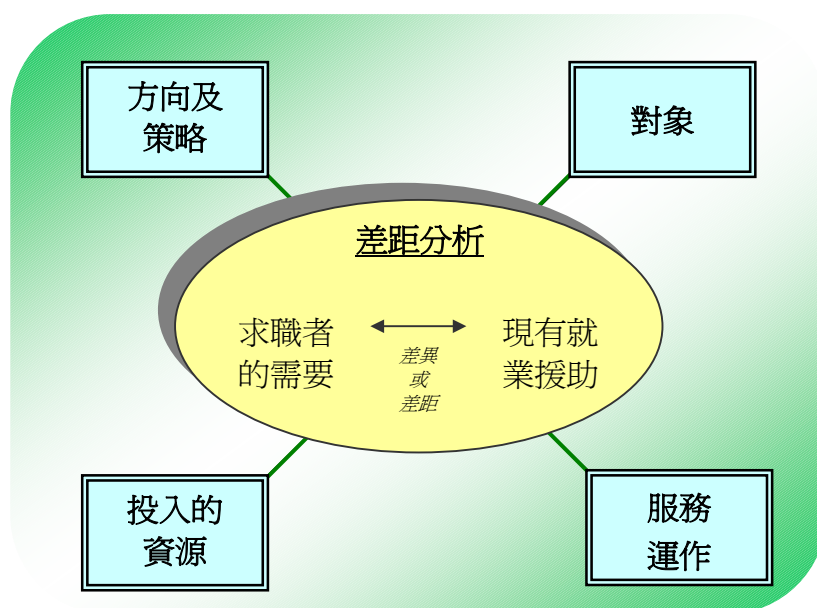 方向及
策略
對象
差距分析
求職者
的需要
差異
或
差距
現有就
業援助
投入的
資源
服務
運作